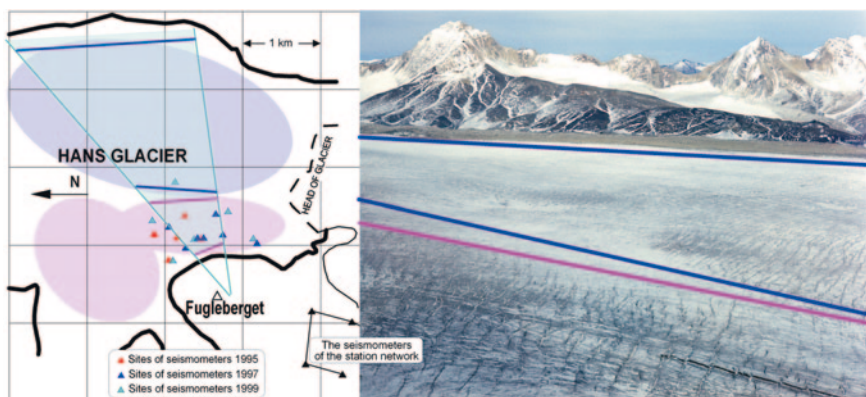 1 km
HANS GLACIER
N
HEAD OF GLACIER
Fugleberget
The seismometers
of the station network
Sites of seismometers 1995
Sites of seismometers 1997
Sites of seismometers 1999